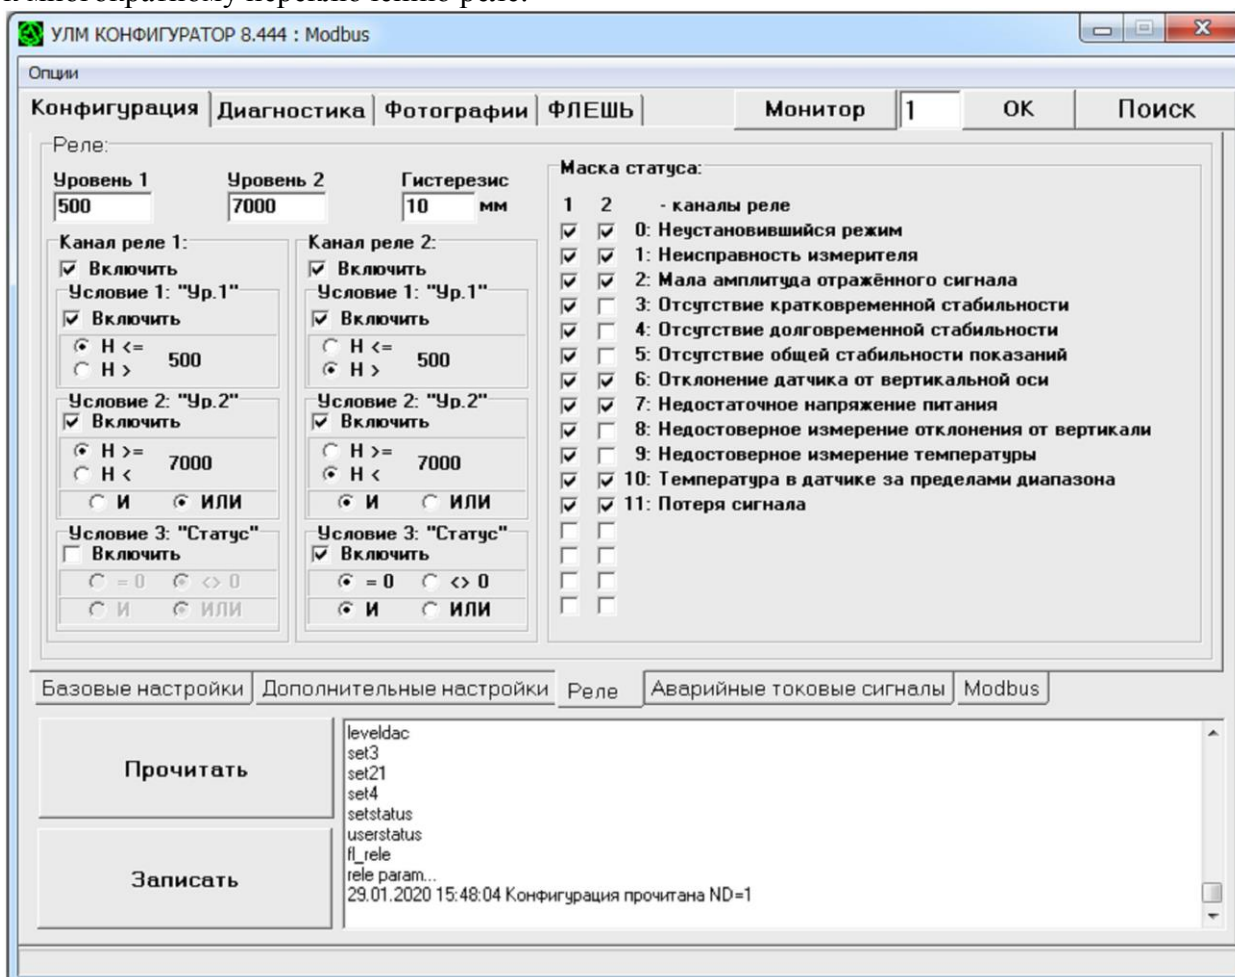 к многократному переключению реле.
УЛМ КОНФИГУРАТОР 8.444 : Modbus
Опции
Конфигурация Диагностика Фотографии ФЛЕШЬ Монитор 1 ОК Поиск
Реле:
Уровень 1 Уровень 2 Гистерезис
500 7000 10 мм
Канал реле 1:
Включить
Условие 1: "Ур.1"
Включить
H <=
H >
500
Условие 2: "Ур.2"
Включить
H >=
H <
7000
И ИЛИ
Условие 3: "Статус"
Включить
= 0 <> 0
И ИЛИ
Канал реле 2:
Включить
Условие 1: "Ур.1"
Включить
H <=
H >
500
Условие 2: "Ур.2"
Включить
H >=
H <
7000
И ИЛИ
Условие 3: "Статус"
Включить
= 0 <> 0
И ИЛИ
Маска статуса:
1 2 - каналы реле
0: Неустановившийся режим
1: Неисправность измерителя
2: Мала амплитуда отражённого сигнала
3: Отсутствие кратковременной стабильности
4: Отсутствие долговременной стабильности
5: Отсутствие общей стабильности показаний
6: Отклонение датчика от вертикальной оси
7: Недостаточное напряжение питания
8: Недостоверное измерение отклонения от вертикали
9: Недостоверное измерение температуры
10: Температура в датчике за пределами диапазона
11: Потеря сигнала
Базовые настройки Дополнительные настройки Реле Аварийные токовые сигналы Modbus
Прочитать
Записать
leveldac
set3
set21
set4
setstatus
userstatus
fl_rele
rele param...
29.01.2020 15:48:04 Конфигурация прочитана ND=1